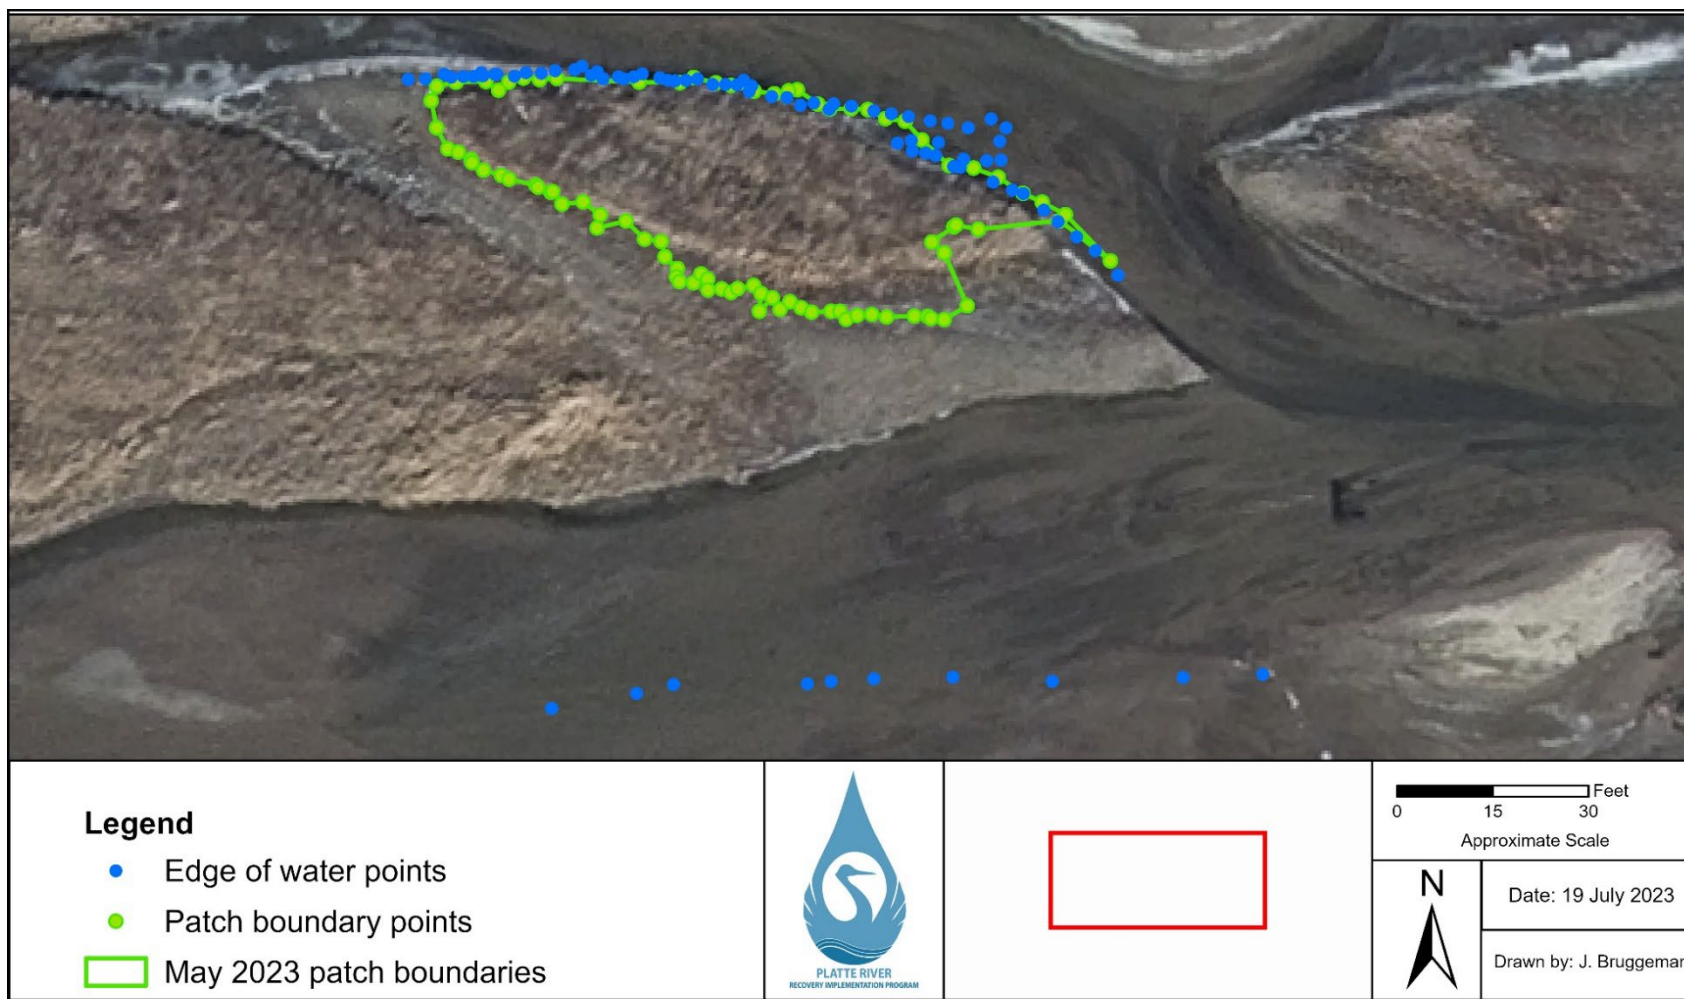 Legend
Edge of water points
Patch boundary points
May 2023 patch boundaries
PLATTE RIVER
RECOVERY IMPLEMENTATION PROGRAM
Feet
0 15 30
Approximate Scale
N
Date: 19 July 2023
Drawn by: J. Bruggeman